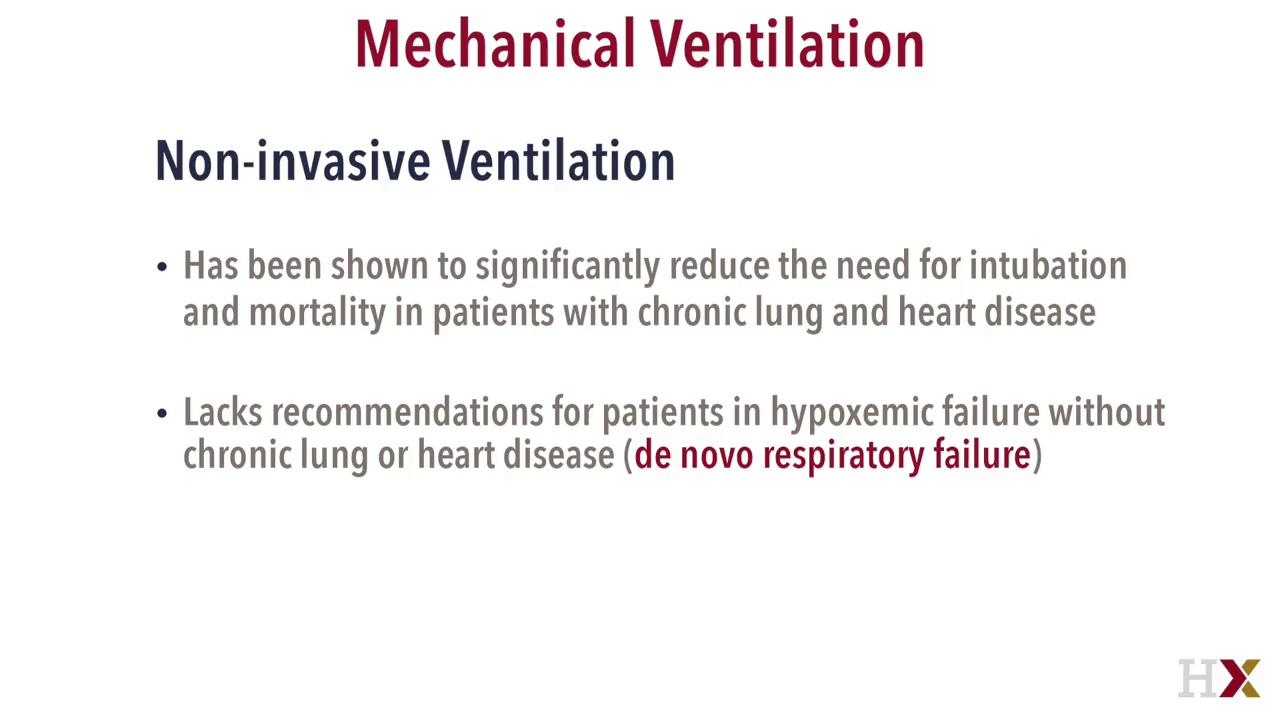 Mechanical Ventilation
Non-invasive Ventilation
• Has been shown to significantly reduce the need for intubation
and mortality in patients with chronic lung and heart disease
• Lacks recommendations for patients in hypoxemic failure without
chronic lung or heart disease (de novo respiratory failure)
HX